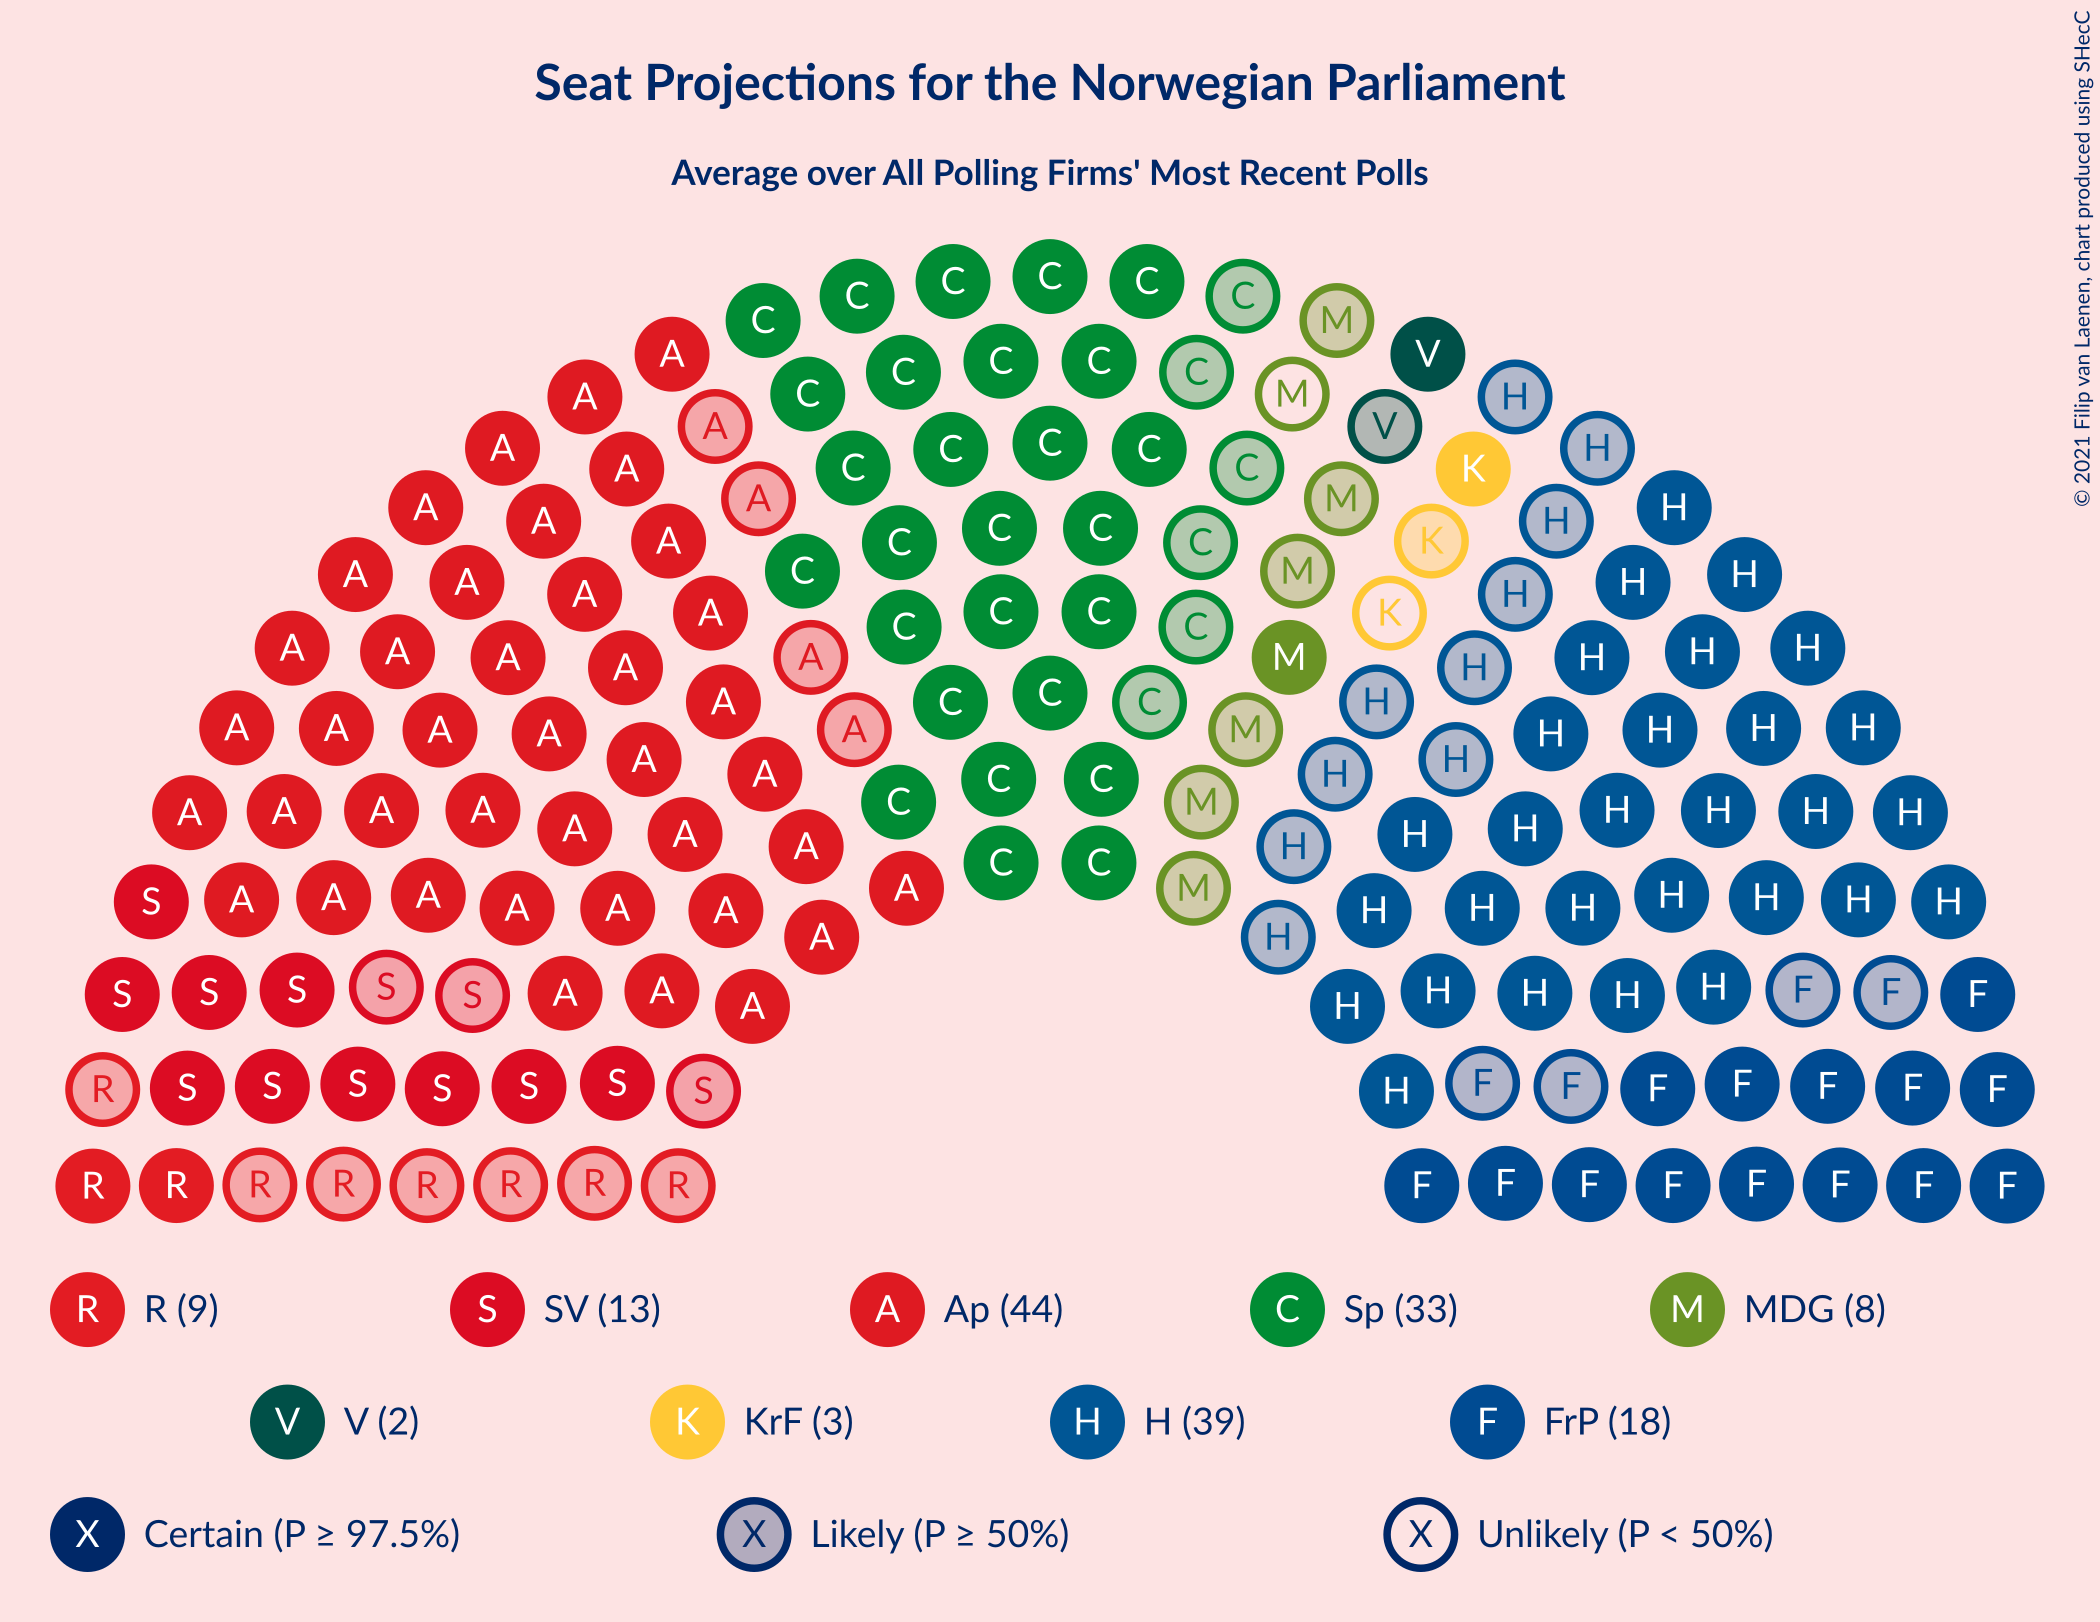 Seat Projections for the Norwegian Parliament
Average over All Polling Firms' Most Recent Polls
© 2021 Filip van Laenen, chart produced using SHecC
C C C C C C M V H H H H H H H H H F F
A A A A A A A A A S S R R
R R (9)
S SV (13)
A Ap (44)
C Sp (33)
M MDG (8)
V V (2)
K KrF (3)
H H (39)
F FrP (18)
X Certain (P ≥ 97.5%)
X Likely (P ≥ 50%)
X Unlikely (P < 50%)